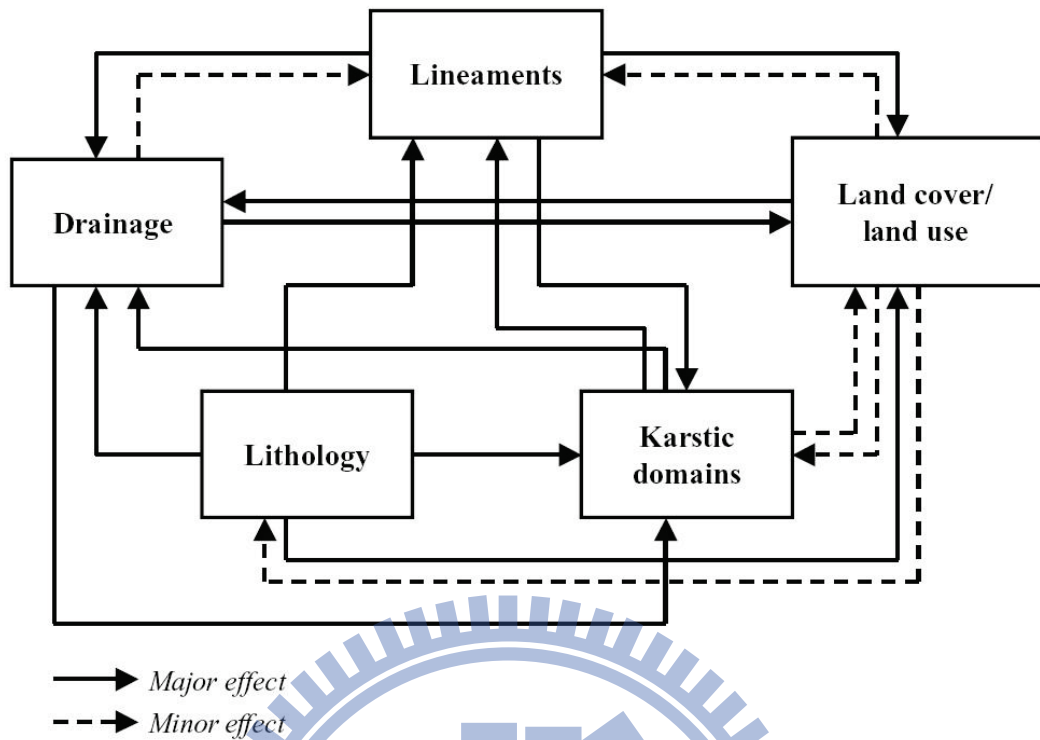 Lineaments
Drainage
Land cover/
land use
Lithology
Karstic
domains
Major effect
Minor effect